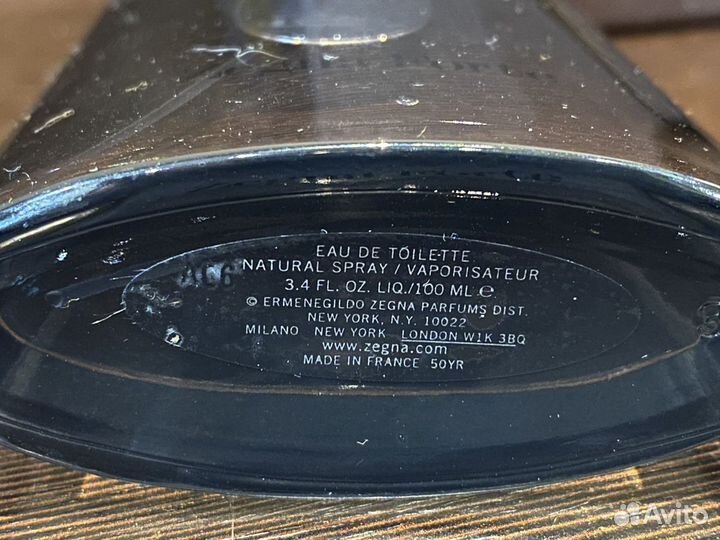 AC6
EAU DE TOILETTE
NATURAL SPRAY / VAPORISATEUR
3.4 FL. OZ. LIQ./100 ML ℮
© ERMENEGILDO ZEGNA PARFUMS DIST.
NEW YORK, N.Y. 10022
MILANO NEW YORK LONDON W1K 3BQ
www.zegna.com
MADE IN FRANCE 50YR
Avito